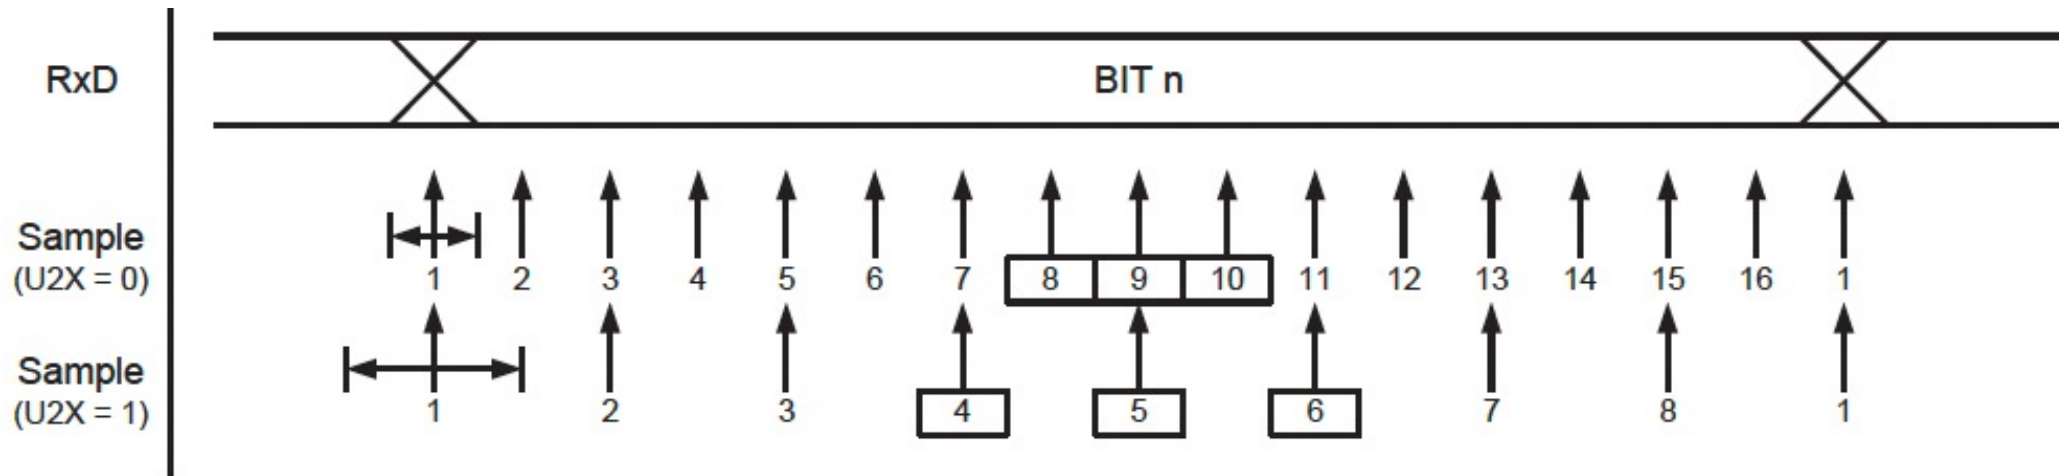 RxD BIT n
Sample
(U2X = 0) 1 2 3 4 5 6 7 8 9 10 11 12 13 14 15 16 1
Sample
(U2X = 1) 1 2 3 4 5 6 7 8 1